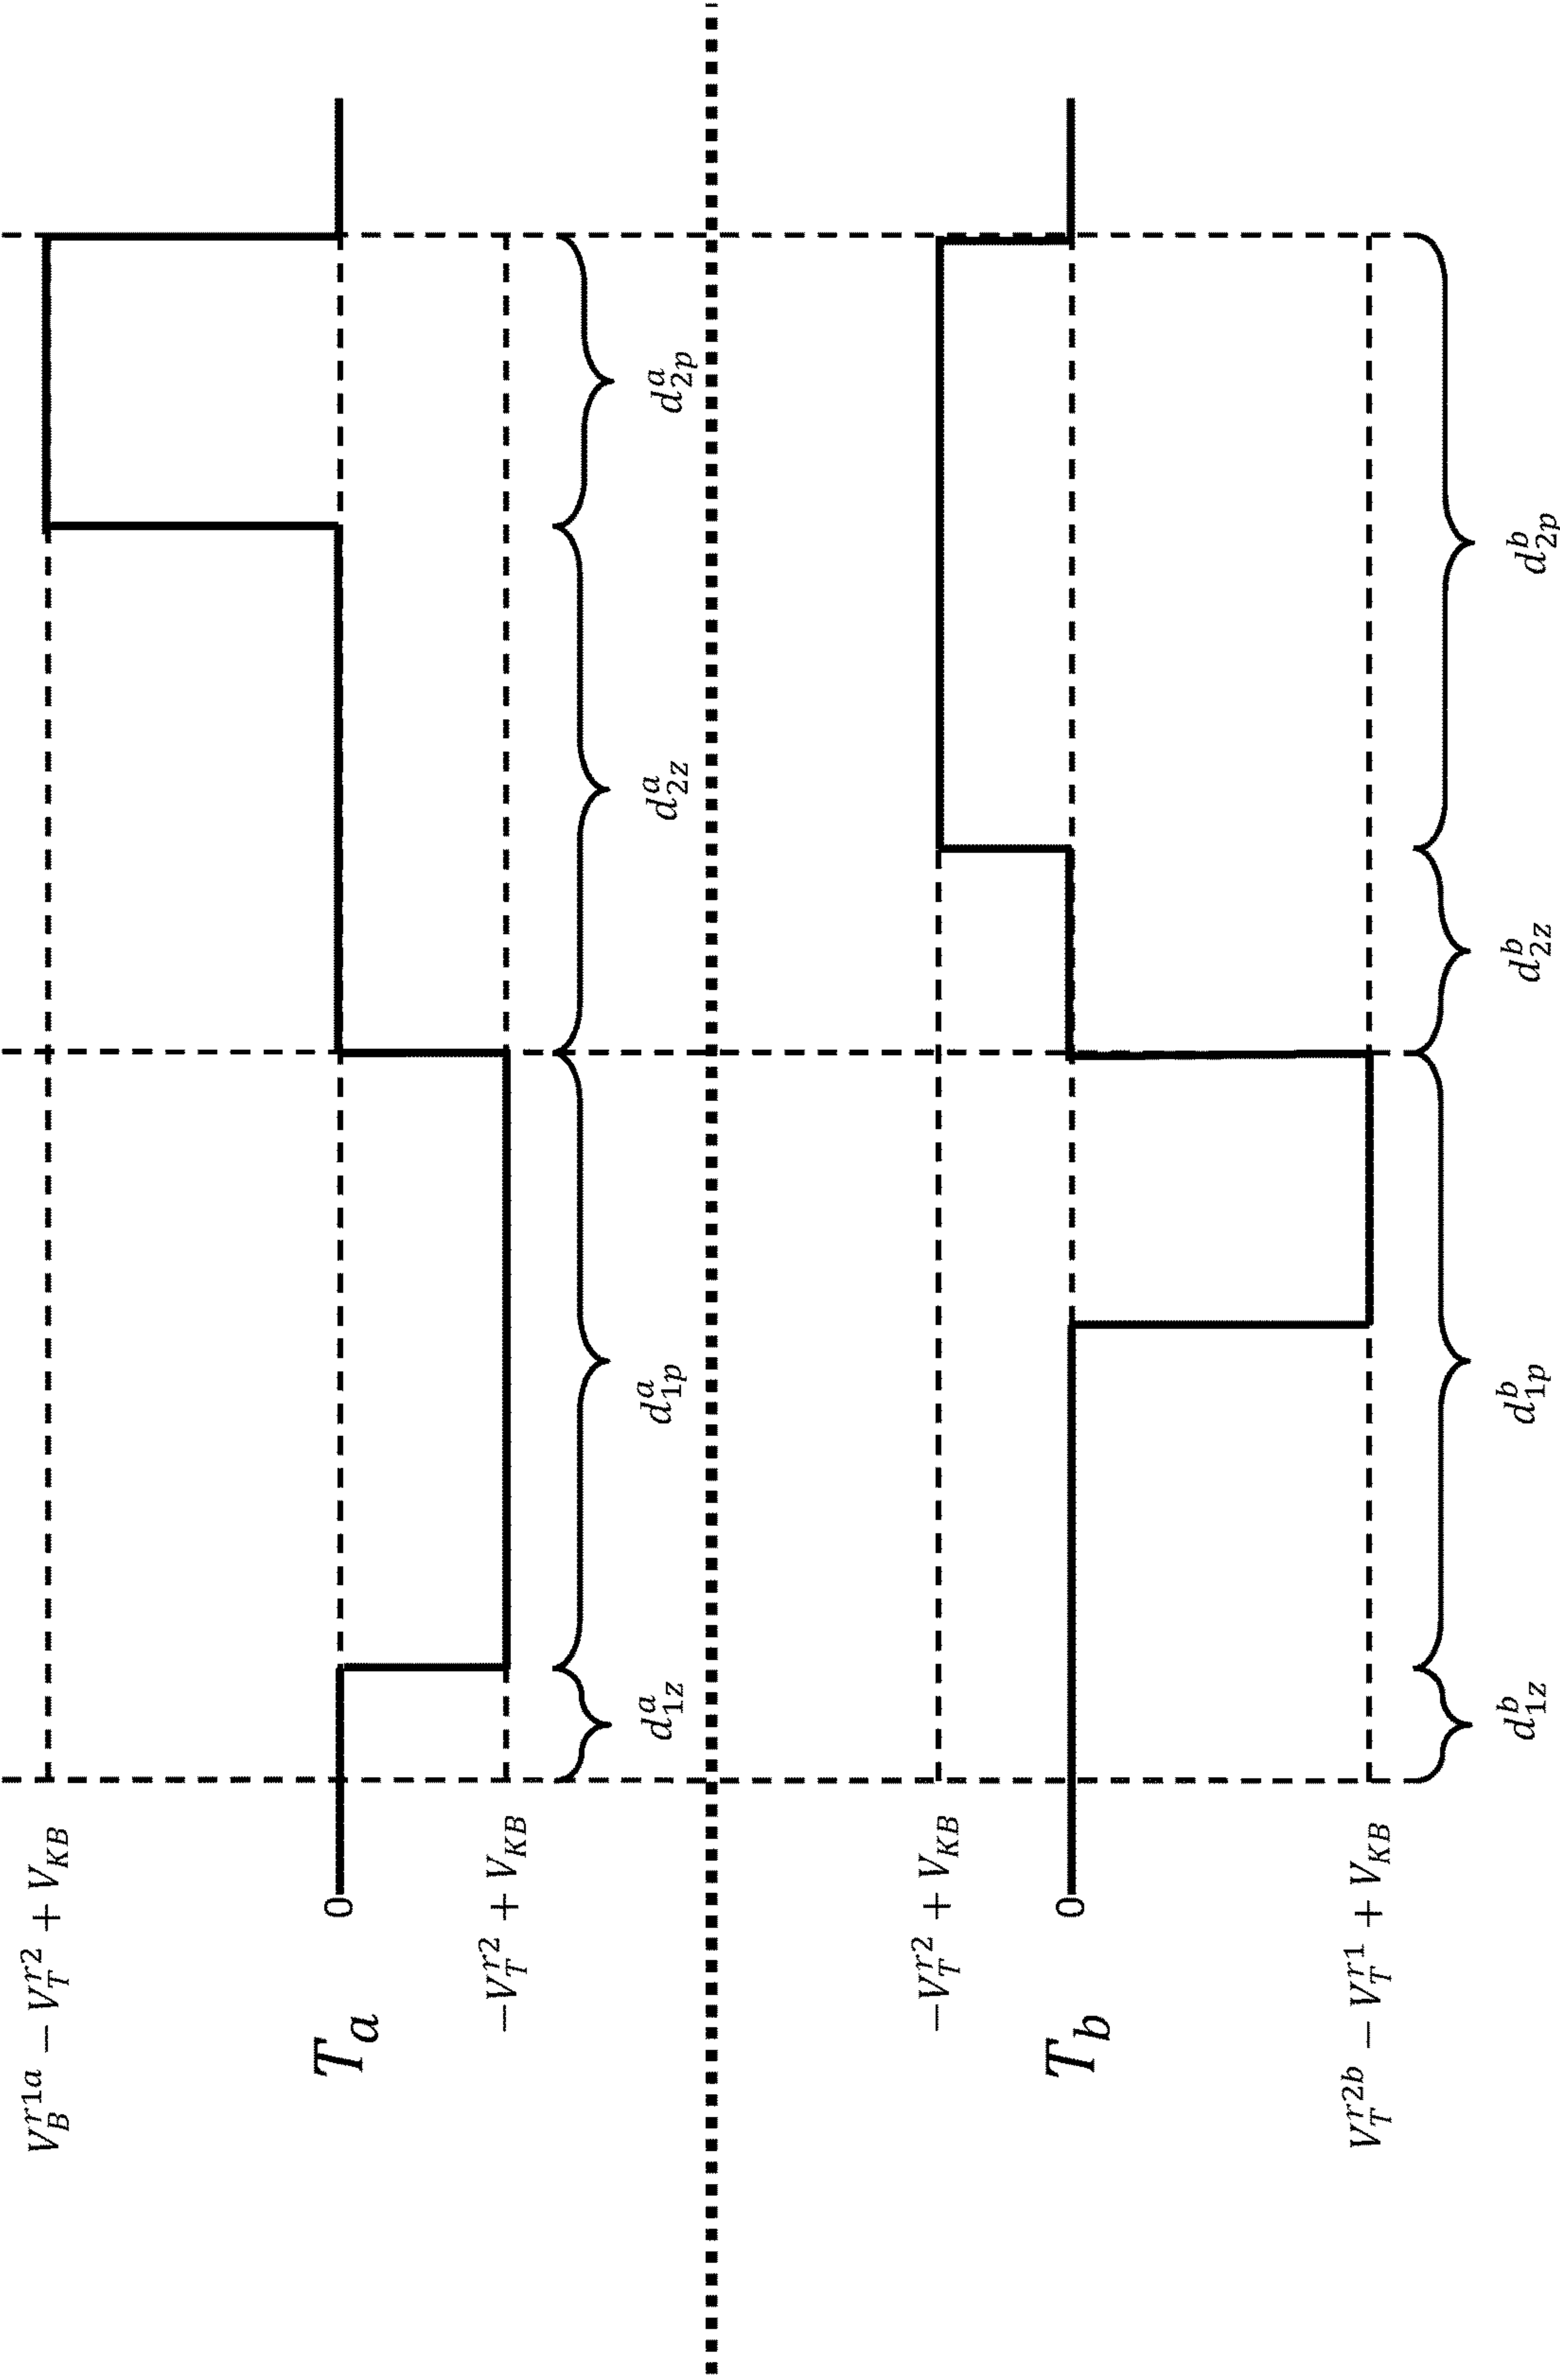 V_B^{r1a} − V_T^{r2} + V_{KB}
0
T_a
−V_T^{r2} + V_{KB}
d_{1z}^a d_{1p}^a d_{2z}^a d_{2p}^a
−V_T^{r2} + V_{KB}
0
T_b
V_T^{r2b} − V_T^{r1} + V_{KB}
d_{1z}^b d_{1p}^b d_{2z}^b d_{2p}^b